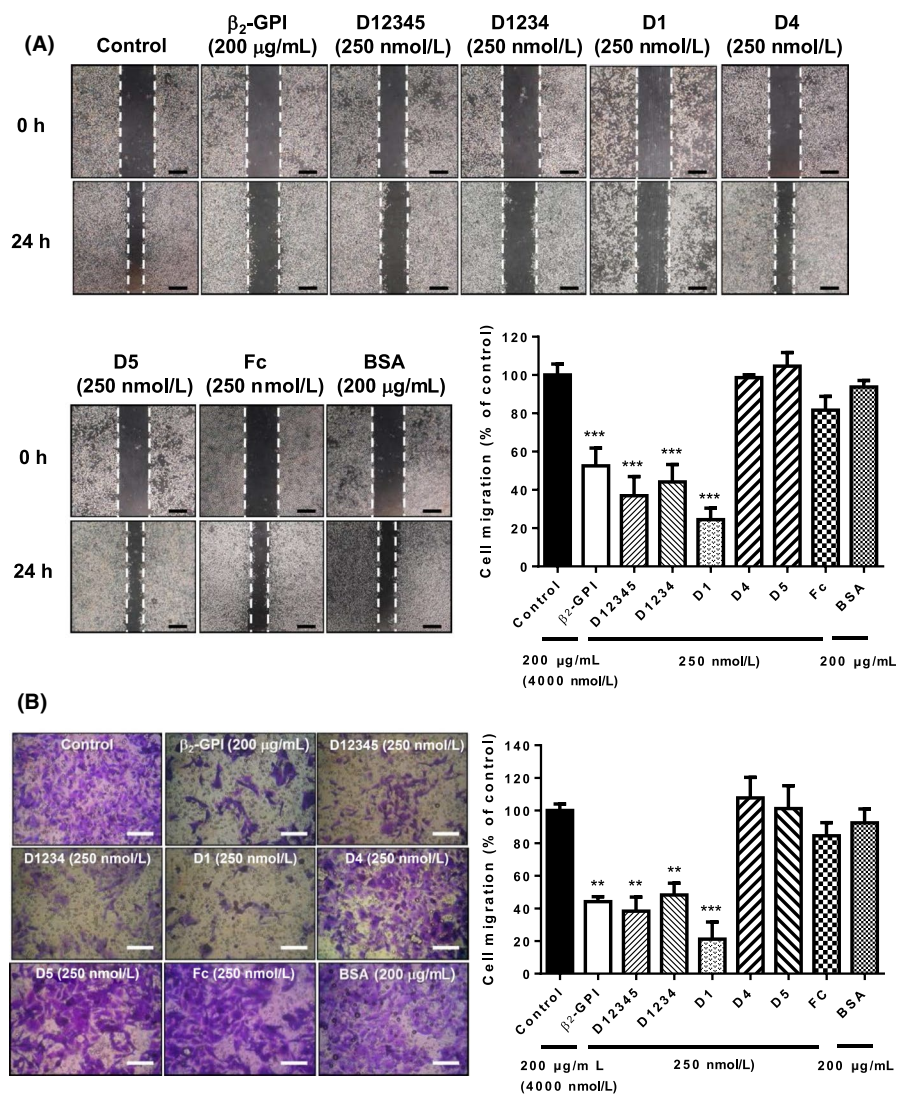 (A)
Control
β2-GPI
(200 μg/mL)
D12345
(250 nmol/L)
D1234
(250 nmol/L)
D1
(250 nmol/L)
D4
(250 nmol/L)
0 h
24 h
D5
(250 nmol/L)
Fc
(250 nmol/L)
BSA
(200 μg/mL)
0 h
24 h
Cell migration (% of control)
120
100
80
60
40
20
0
***
***
***
***
Control
β2-GPI
D12345
D1234
D1
D4
D5
Fc
BSA
200 μg/mL
(4000 nmol/L)
250 nmol/L)
200 μg/mL
(B)
Control
β2-GPI (200 μg/mL)
D12345 (250 nmol/L)
D1234 (250 nmol/L)
D1 (250 nmol/L)
D4 (250 nmol/L)
D5 (250 nmol/L)
Fc (250 nmol/L)
BSA (200 μg/mL)
Cell migration (% of control)
140
120
100
80
60
40
20
0
**
**
**
***
Control
β2-GPI
D12345
D1234
D1
D4
D5
FC
BSA
200 μg/m L
(4000 nmol/L)
250 nmol/L)
200 μg/mL